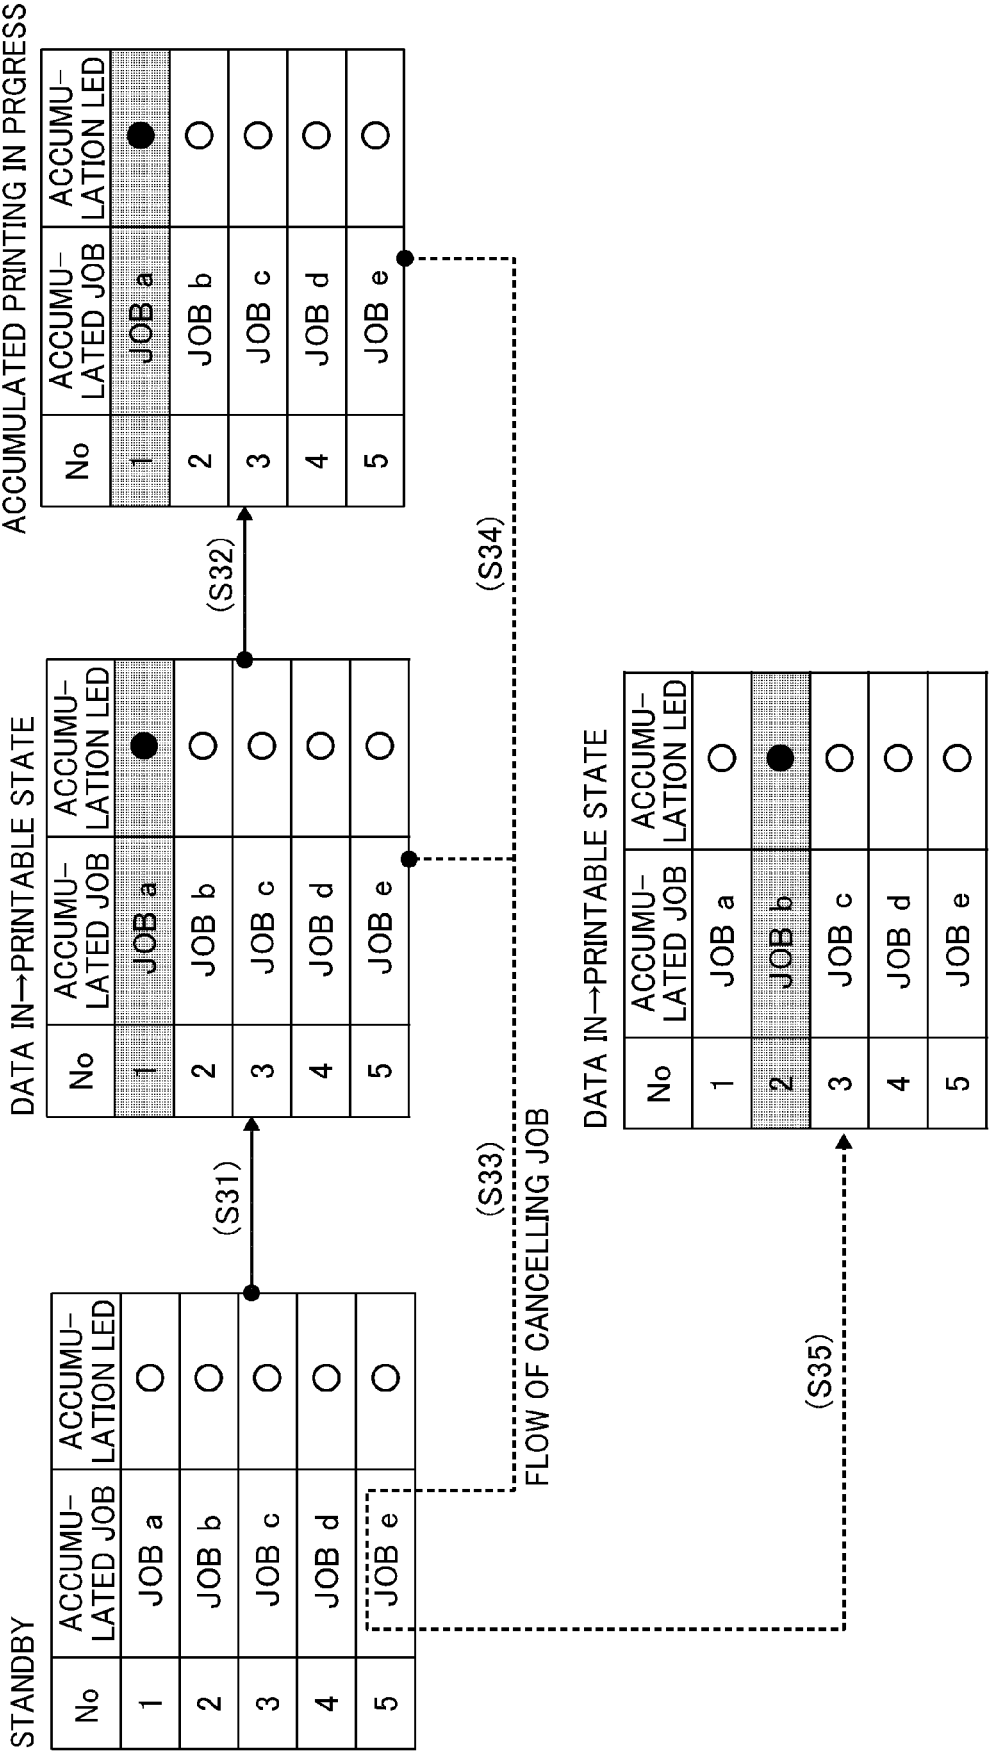 STANDBY
No ACCUMU- ACCUMU-
LATED JOB LATION LED
1 JOB a
2 JOB b
3 JOB c
4 JOB d
5 JOB e
(S31)
DATA IN→PRINTABLE STATE
No ACCUMU- ACCUMU-
LATED JOB LATION LED
1 JOB a
2 JOB b
3 JOB c
4 JOB d
5 JOB e
(S32)
ACCUMULATED PRINTING IN PRGRESS
No ACCUMU- ACCUMU-
LATED JOB LATION LED
1 JOB a
2 JOB b
3 JOB c
4 JOB d
5 JOB e
(S33)
(S34)
FLOW OF CANCELLING JOB
(S35)
DATA IN→PRINTABLE STATE
No ACCUMU- ACCUMU-
LATED JOB LATION LED
1 JOB a
2 JOB b
3 JOB c
4 JOB d
5 JOB e